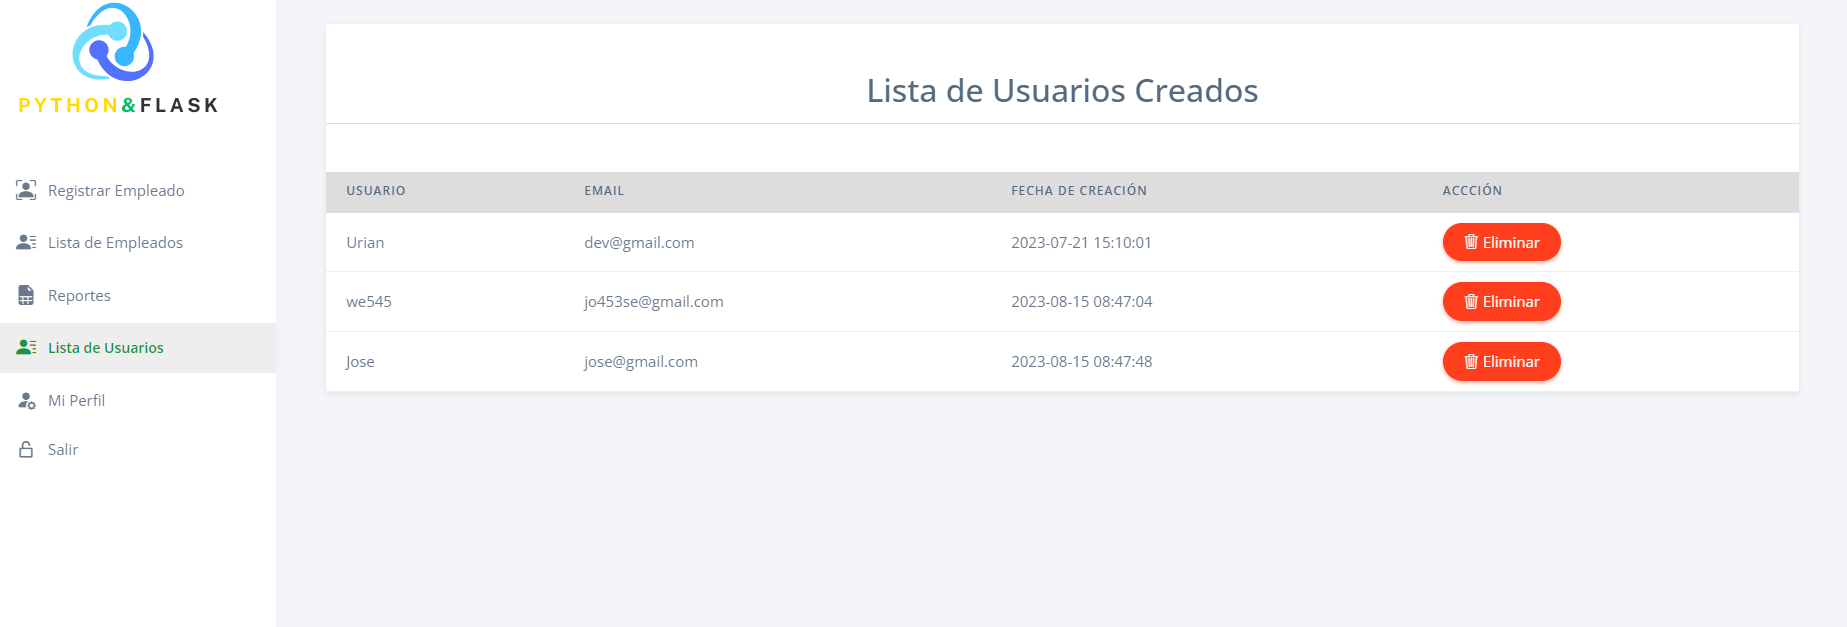 PYTHON&FLASK
Registrar Empleado
Lista de Empleados
Reportes
Lista de Usuarios
Mi Perfil
Salir
Lista de Usuarios Creados
USUARIO EMAIL FECHA DE CREACIÓN ACCCIÓN
Urian dev@gmail.com 2023-07-21 15:10:01 Eliminar
we545 jo453se@gmail.com 2023-08-15 08:47:04 Eliminar
Jose jose@gmail.com 2023-08-15 08:47:48 Eliminar